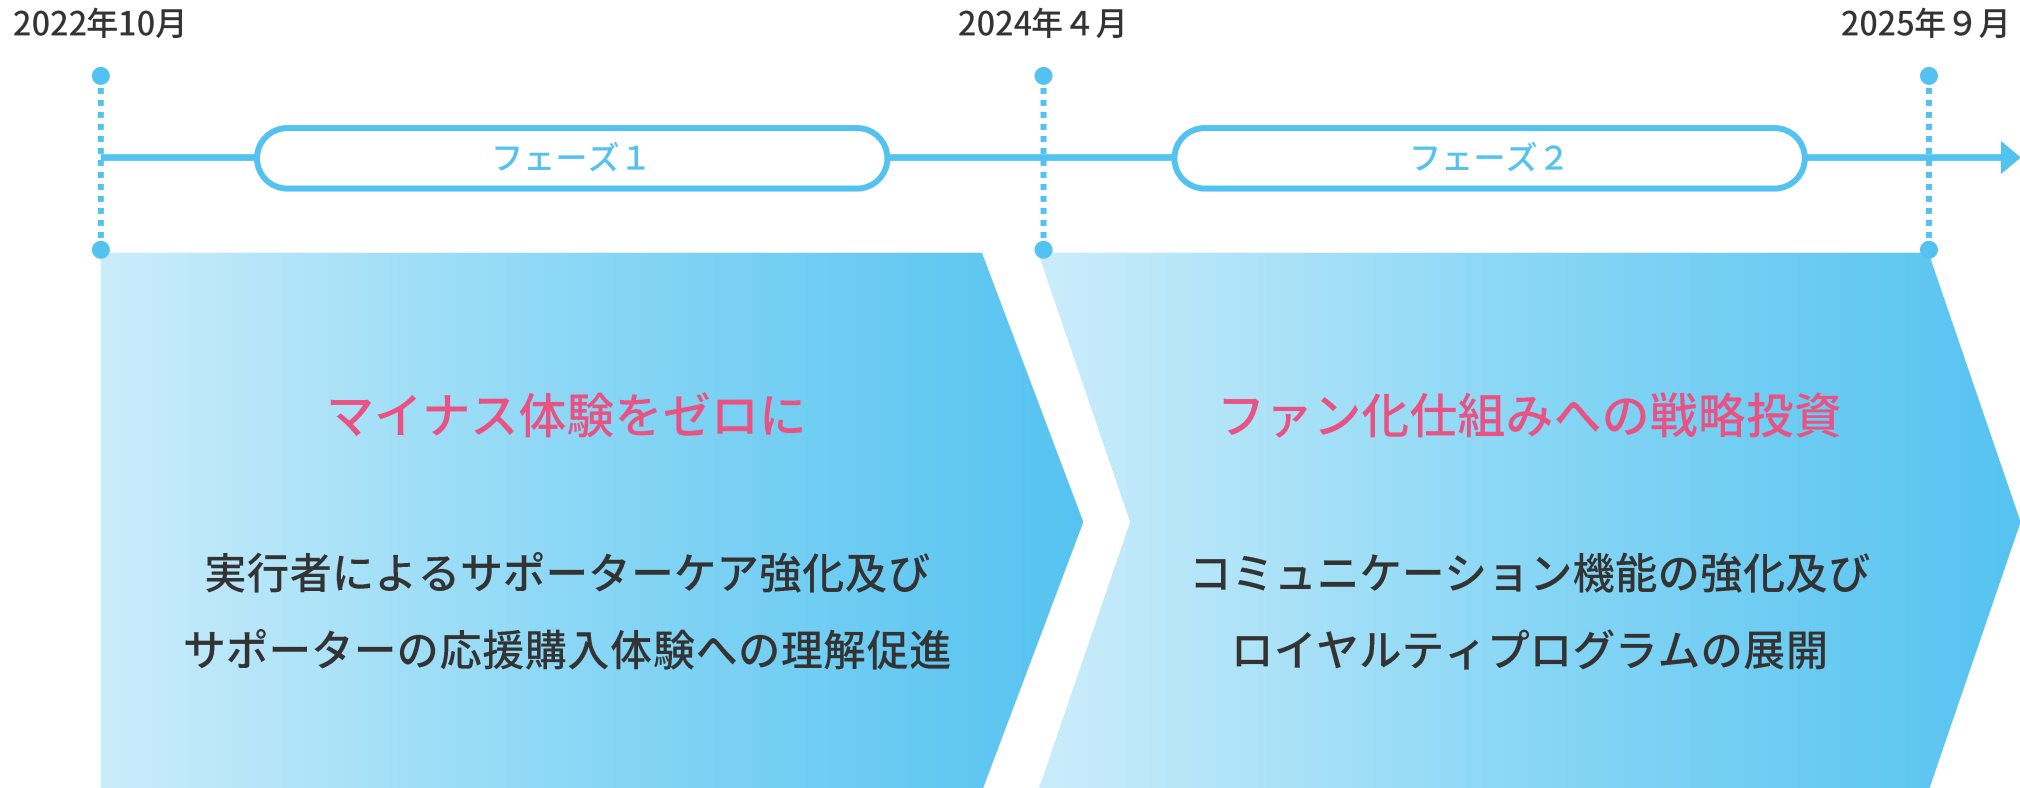 2022年10月
2024年４月
2025年９月
フェーズ１
フェーズ２
マイナス体験をゼロに
実行者によるサポーターケア強化及び
サポーターの応援購入体験への理解促進
ファン化仕組みへの戦略投資
コミュニケーション機能の強化及び
ロイヤルティプログラムの展開